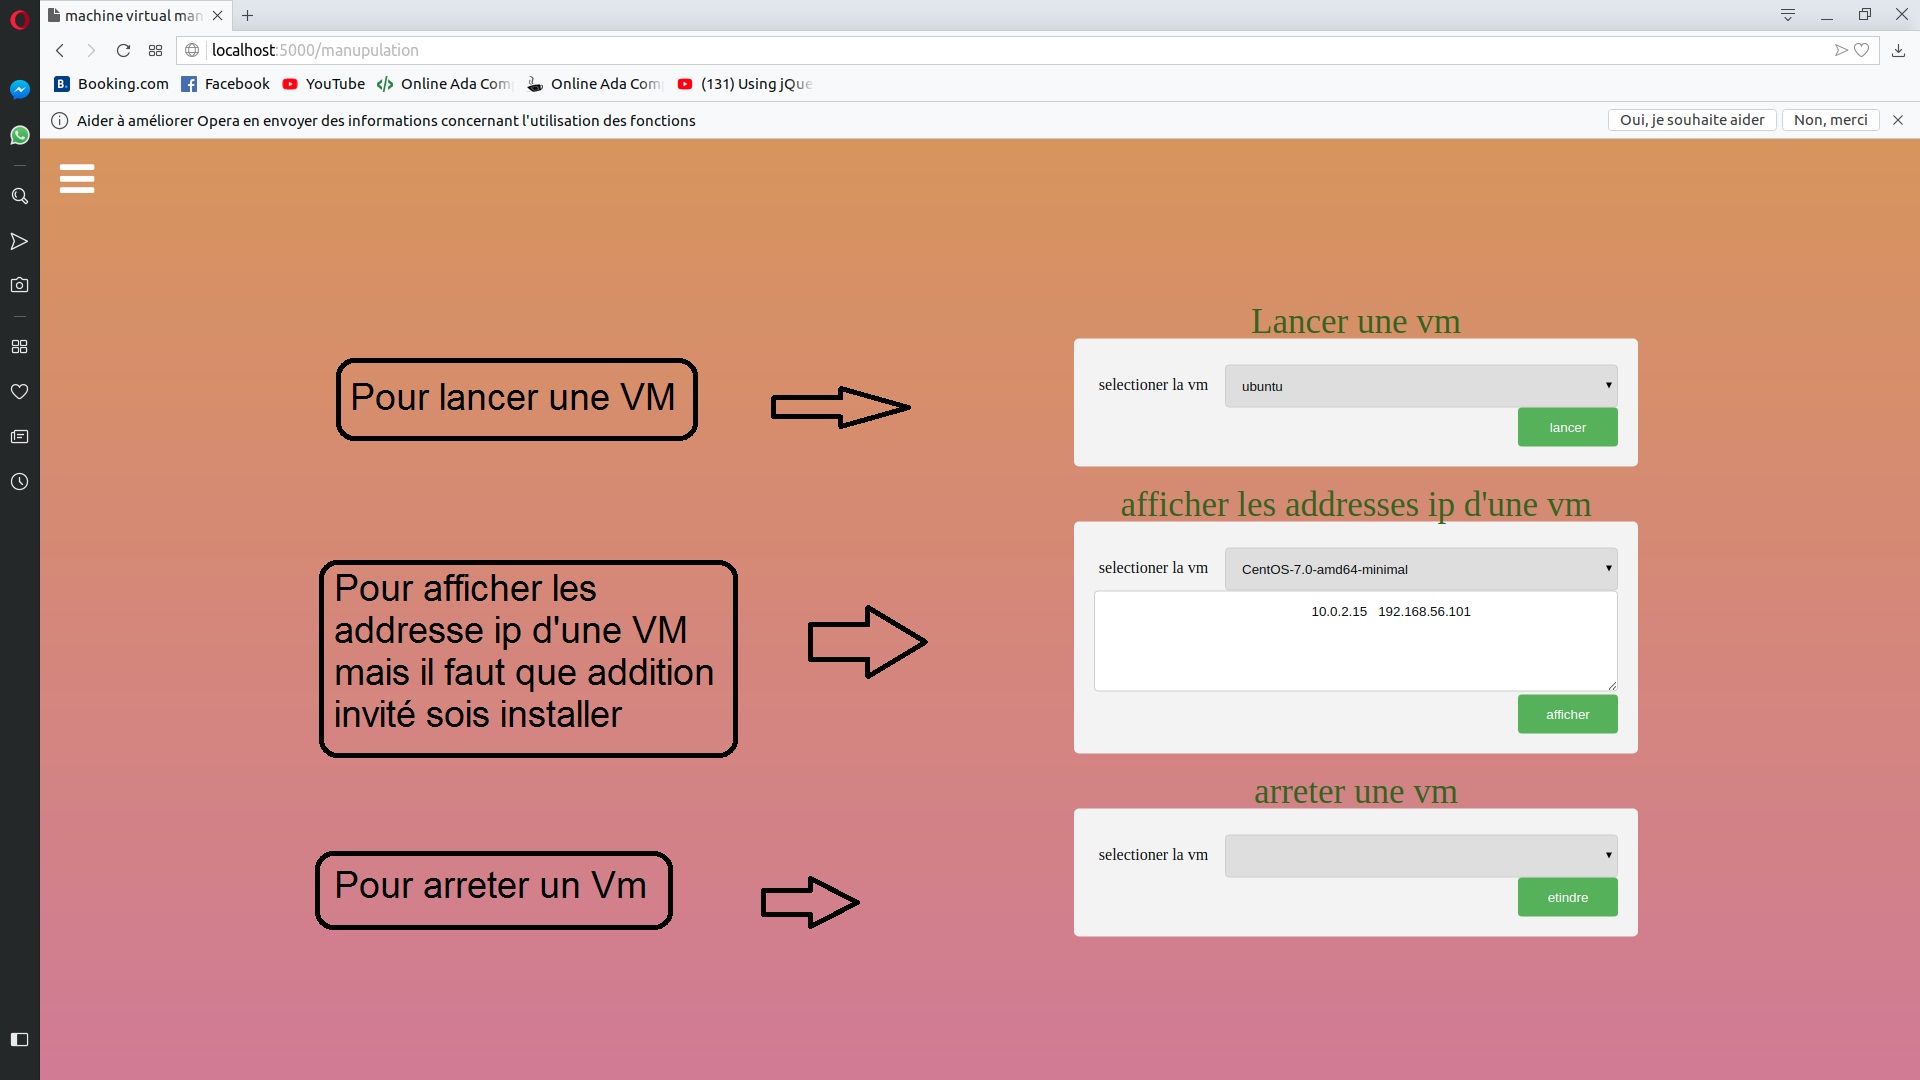 machine virtual man
localhost:5000/manupulation
Booking.com Facebook YouTube Online Ada Com Online Ada Com (131) Using jQue
Aider à améliorer Opera en envoyer des informations concernant l'utilisation des fonctions
Oui, je souhaite aider
Non, merci
Pour lancer une VM
Lancer une vm
selectioner la vm
ubuntu
lancer
Pour afficher les
addresse ip d'une VM
mais il faut que addition
invité sois installer
afficher les addresses ip d'une vm
selectioner la vm
CentOS-7.0-amd64-minimal
10.0.2.15 192.168.56.101
afficher
Pour arreter un Vm
arreter une vm
selectioner la vm
etindre